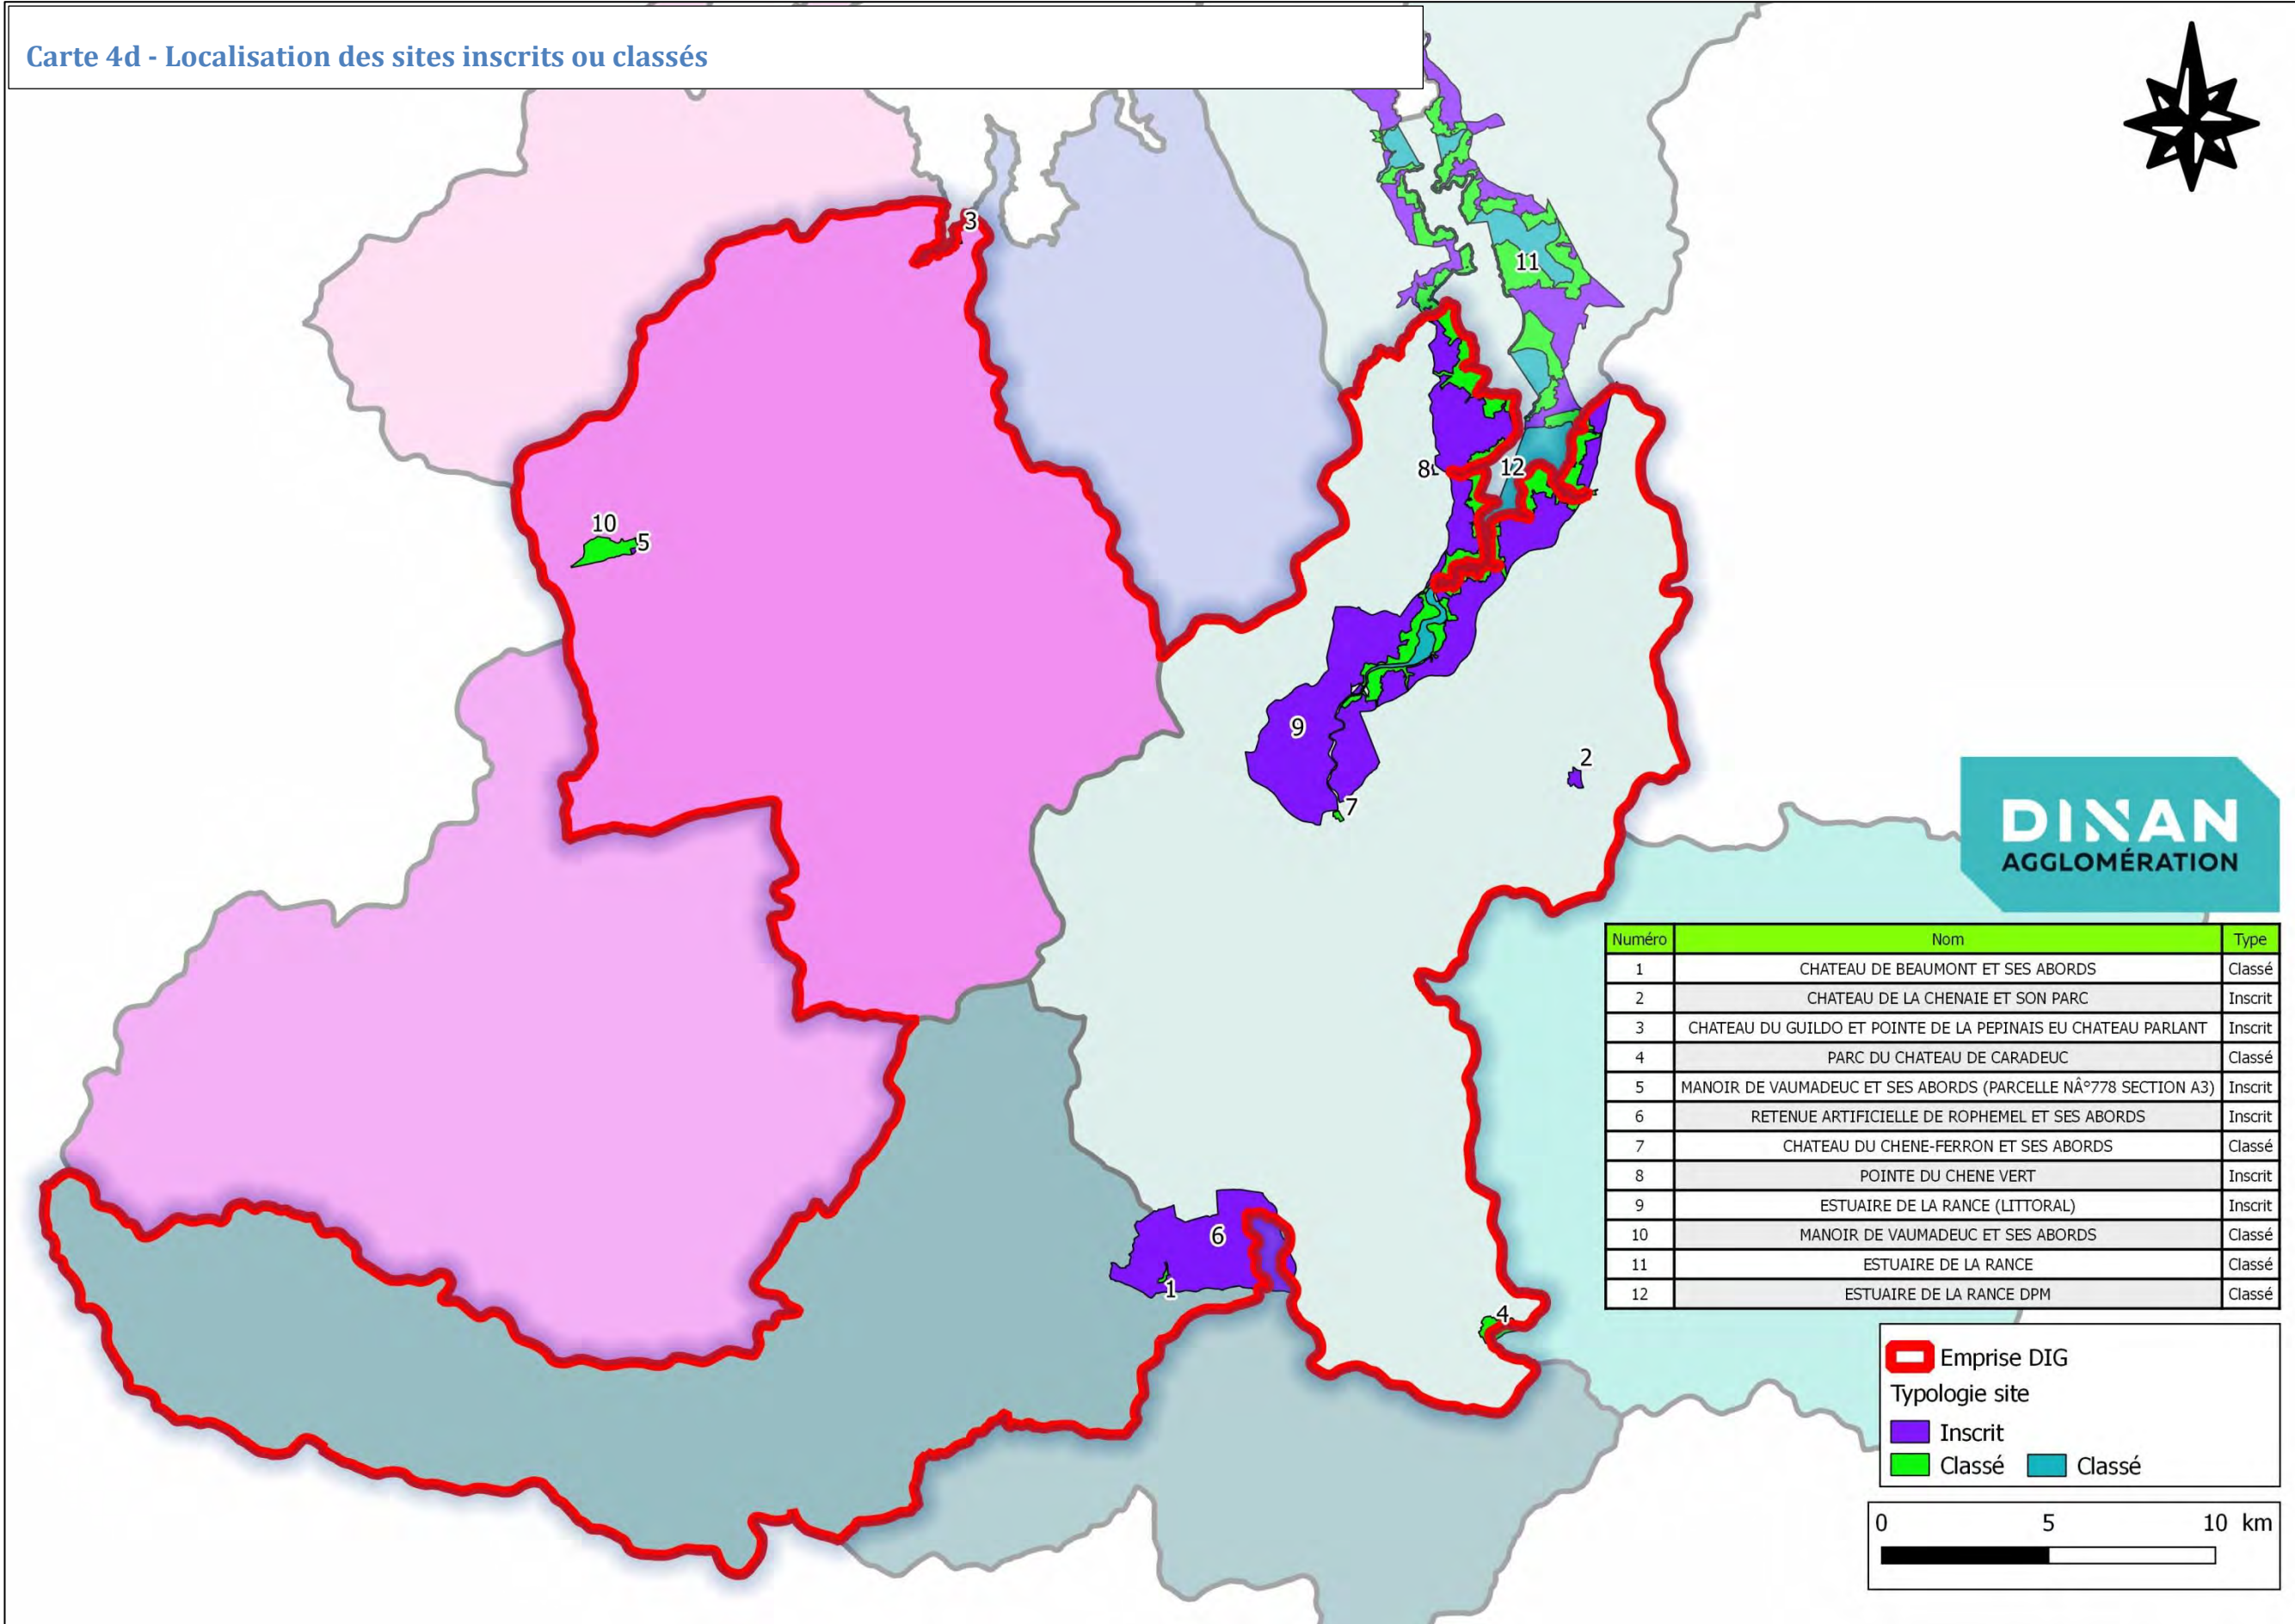 Carte 4d - Localisation des sites inscrits ou classés
3
11
8
12
10
5
9
2
7
6
1
4
DINAN
AGGLOMÉRATION
Numéro Nom Type
1 CHATEAU DE BEAUMONT ET SES ABORDS Classé
2 CHATEAU DE LA CHENAIE ET SON PARC Inscrit
3 CHATEAU DU GUILDO ET POINTE DE LA PEPINAIS EU CHATEAU PARLANT Inscrit
4 PARC DU CHATEAU DE CARADEUC Classé
5 MANOIR DE VAUMADEUC ET SES ABORDS (PARCELLE NÂ°778 SECTION A3) Inscrit
6 RETENUE ARTIFICIELLE DE ROPHEMEL ET SES ABORDS Inscrit
7 CHATEAU DU CHENE-FERRON ET SES ABORDS Classé
8 POINTE DU CHENE VERT Inscrit
9 ESTUAIRE DE LA RANCE (LITTORAL) Inscrit
10 MANOIR DE VAUMADEUC ET SES ABORDS Classé
11 ESTUAIRE DE LA RANCE Classé
12 ESTUAIRE DE LA RANCE DPM Classé
Emprise DIG
Typologie site
Inscrit
Classé Classé
0 5 10 km